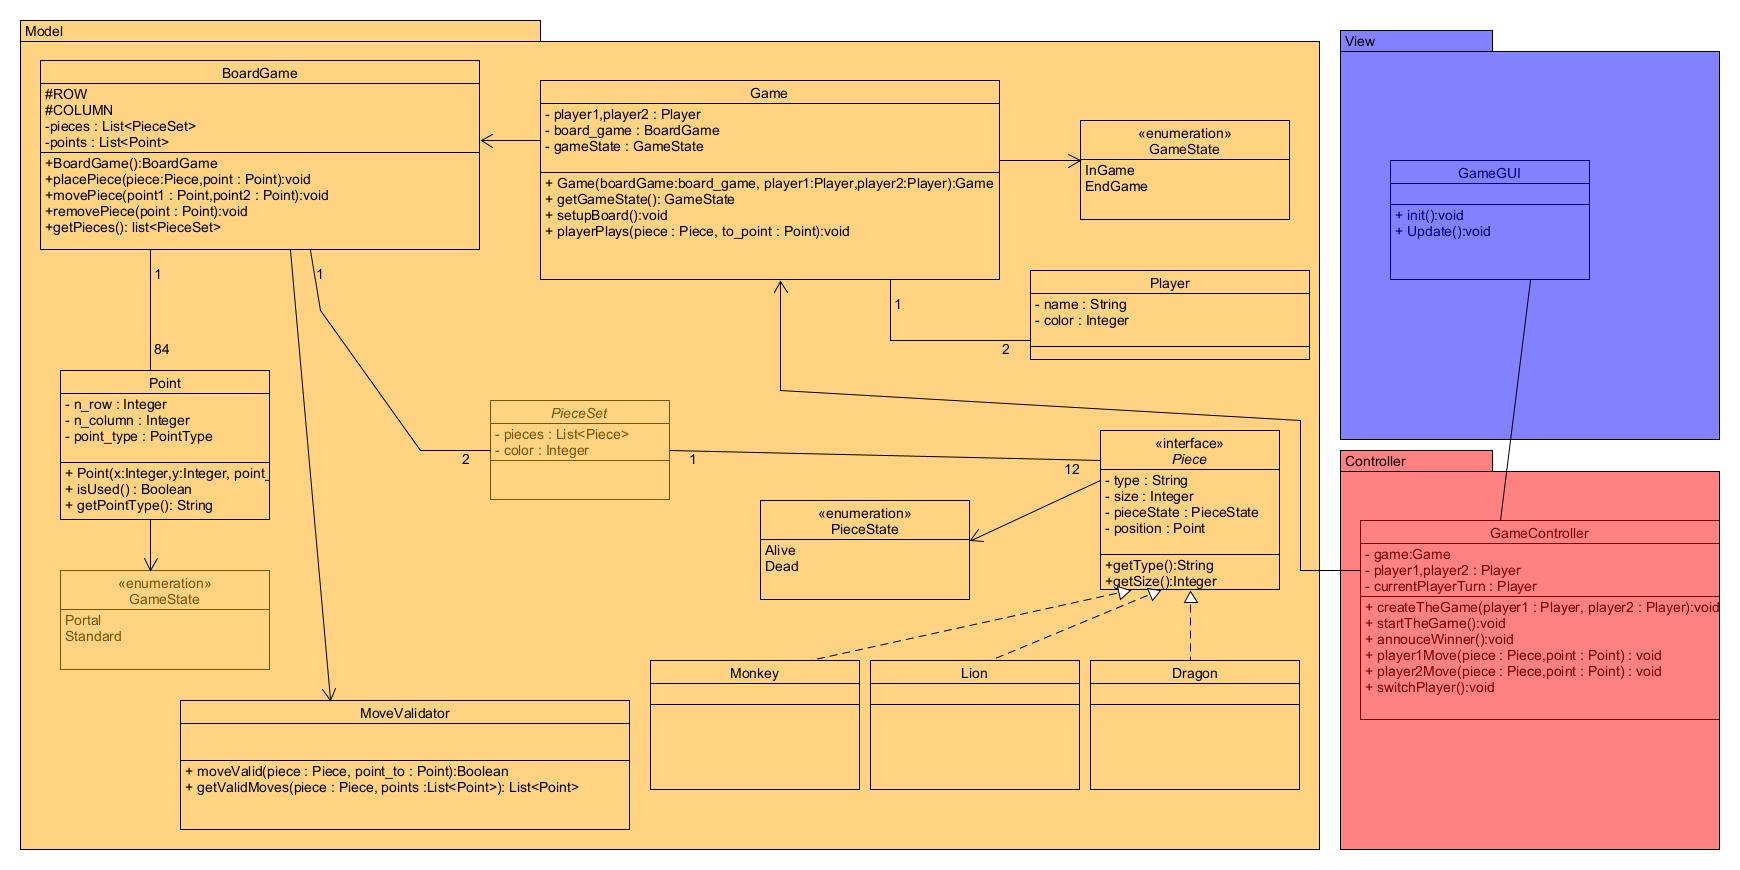 Model
BoardGame
#ROW
#COLUMN
-pieces : List<PieceSet>
-points : List<Point>
+BoardGame():BoardGame
+placePiece(piece:Piece,point : Point):void
+movePiece(point1 : Point,point2 : Point):void
+removePiece(point : Point):void
+getPieces(): list<PieceSet>
Game
- player1,player2 : Player
- board_game : BoardGame
- gameState : GameState
+ Game(boardGame:board_game, player1:Player,player2:Player):Game
+ getGameState(): GameState
+ setupBoard():void
+ playerPlays(piece : Piece, to_point : Point):void
«enumeration»
GameState
InGame
EndGame
Player
- name : String
- color : Integer
1
2
1
84
1
2
Point
- n_row : Integer
- n_column : Integer
- point_type : PointType
+ Point(x:Integer,y:Integer, point_
+ isUsed() : Boolean
+ getPointType(): String
PieceSet
- pieces : List<Piece>
- color : Integer
1
12
«interface»
Piece
- type : String
- size : Integer
- pieceState : PieceState
- position : Point
+getType():String
+getSize():Integer
«enumeration»
PieceState
Alive
Dead
«enumeration»
GameState
Portal
Standard
Monkey
Lion
Dragon
MoveValidator
+ moveValid(piece : Piece, point_to : Point):Boolean
+ getValidMoves(piece : Piece, points :List<Point>): List<Point>
View
GameGUI
+ init():void
+ Update():void
Controller
GameController
- game:Game
- player1,player2 : Player
- currentPlayerTurn : Player
+ createTheGame(player1 : Player, player2 : Player):void
+ startTheGame():void
+ annouceWinner():void
+ player1Move(piece : Piece,point : Point) : void
+ player2Move(piece : Piece,point : Point) : void
+ switchPlayer():void